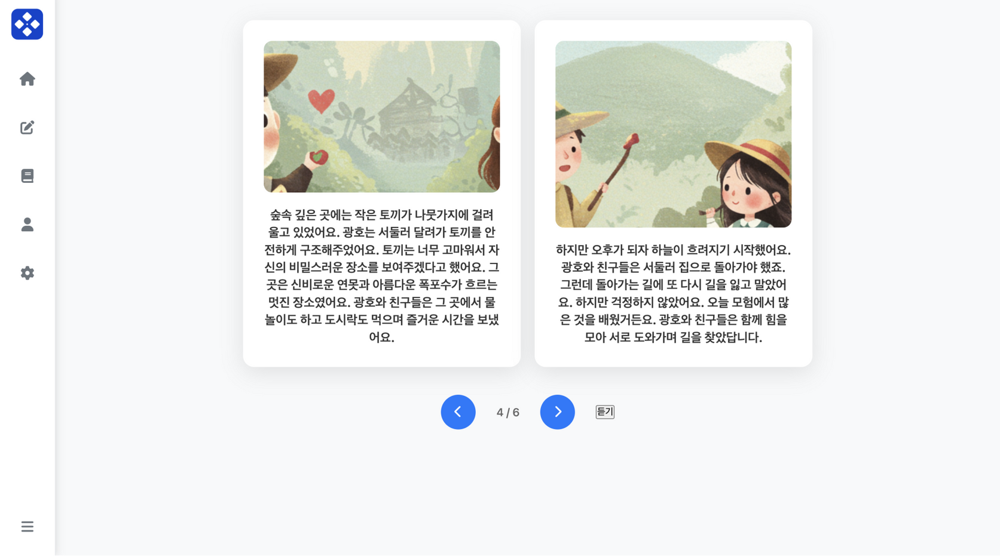 숲속 깊은 곳에는 작은 토끼가 나뭇가지에 걸려
울고 있었어요. 광호는 서둘러 달려가 토끼를 안
전하게 구조해주었어요. 토끼는 너무 고마워서 자
신의 비밀스러운 장소를 보여주겠다고 했어요. 그
곳은 신비로운 연못과 아름다운 폭포수가 흐르는
멋진 장소였어요. 광호와 친구들은 그 곳에서 물
놀이도 하고 도시락도 먹으며 즐거운 시간을 보냈
어요.
하지만 오후가 되자 하늘이 흐려지기 시작했어요.
광호와 친구들은 서둘러 집으로 돌아가야 했죠.
그런데 돌아가는 길에 또 다시 길을 잃고 말았어
요. 하지만 걱정하지 않았어요. 오늘 모험에서 많
은 것을 배웠거든요. 광호와 친구들은 함께 힘을
모아 서로 도와가며 길을 찾았답니다.
4 / 6
듣기